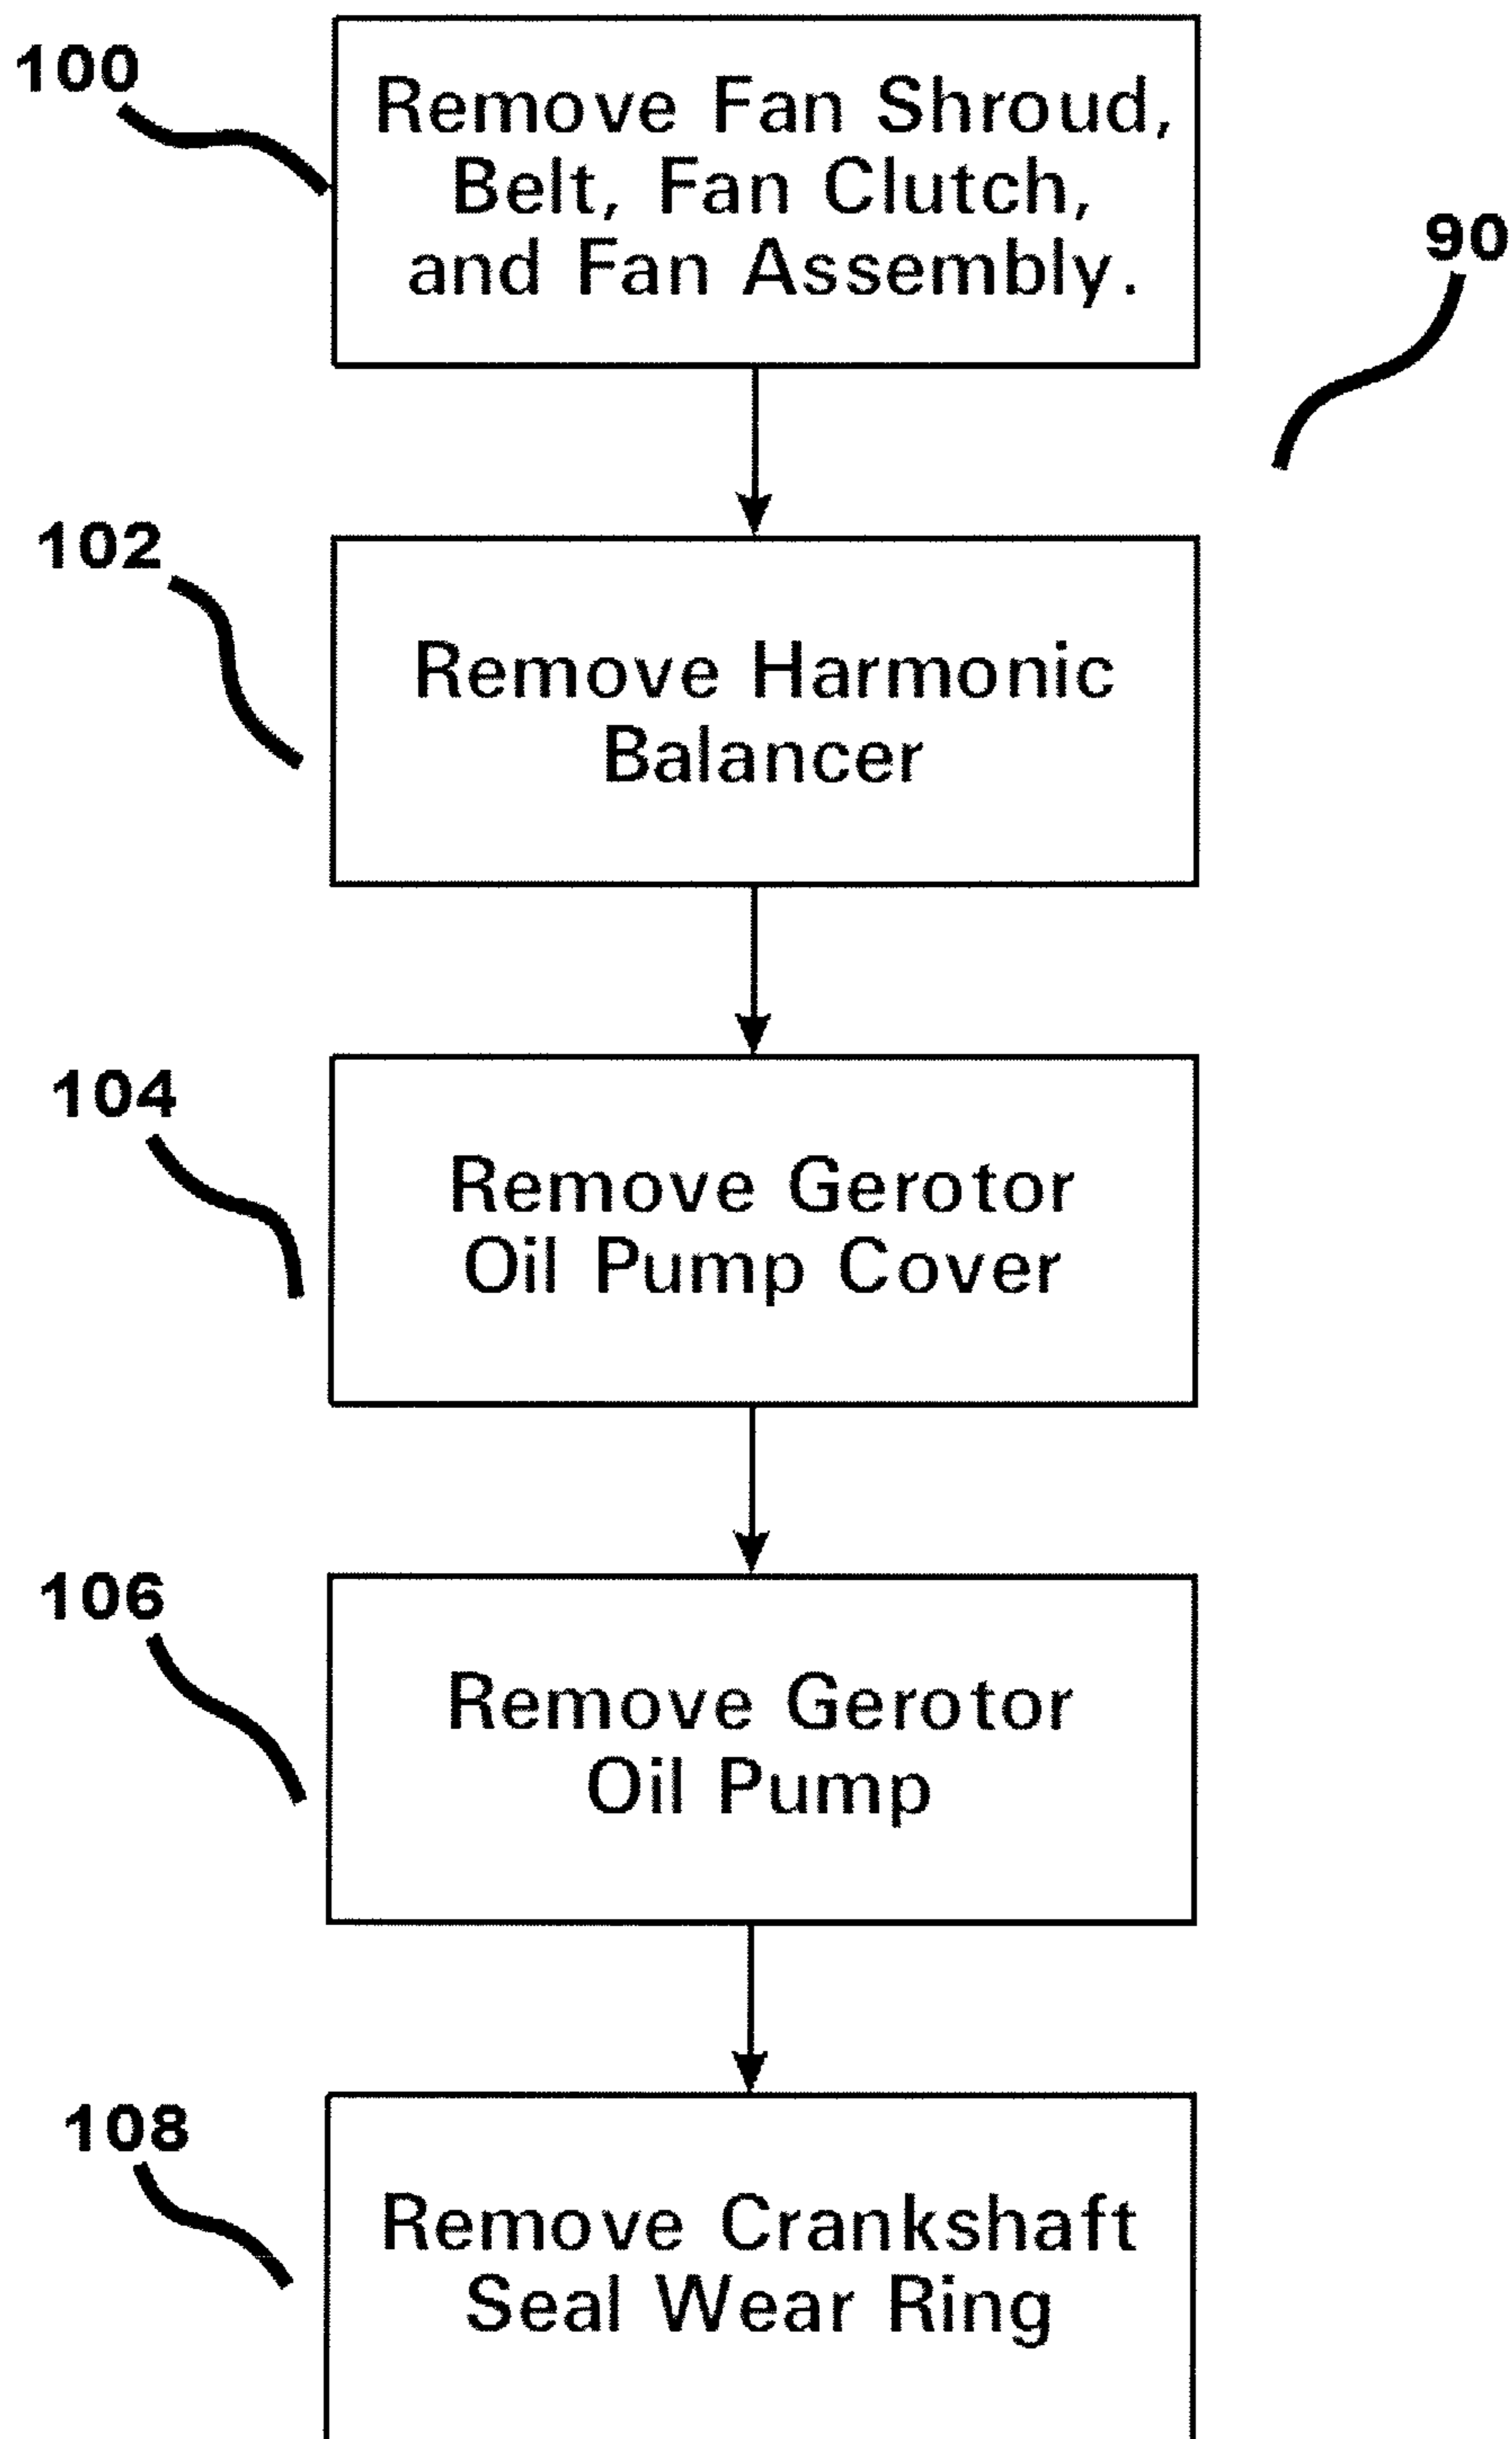 100
Remove Fan Shroud,
Belt, Fan Clutch,
and Fan Assembly.
90
102
Remove Harmonic
Balancer
104
Remove Gerotor
Oil Pump Cover
106
Remove Gerotor
Oil Pump
108
Remove Crankshaft
Seal Wear Ring